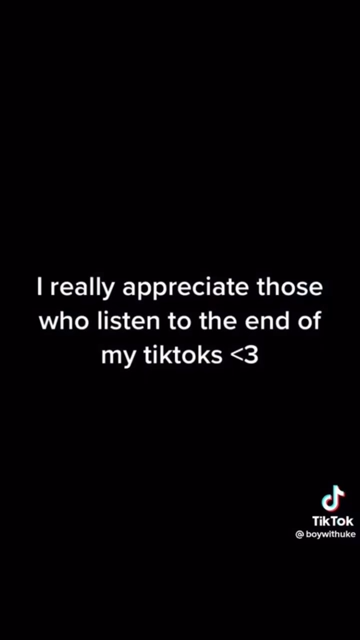 I really appreciate those
who listen to the end of
my tiktoks <3
TikTok
@boywithuke